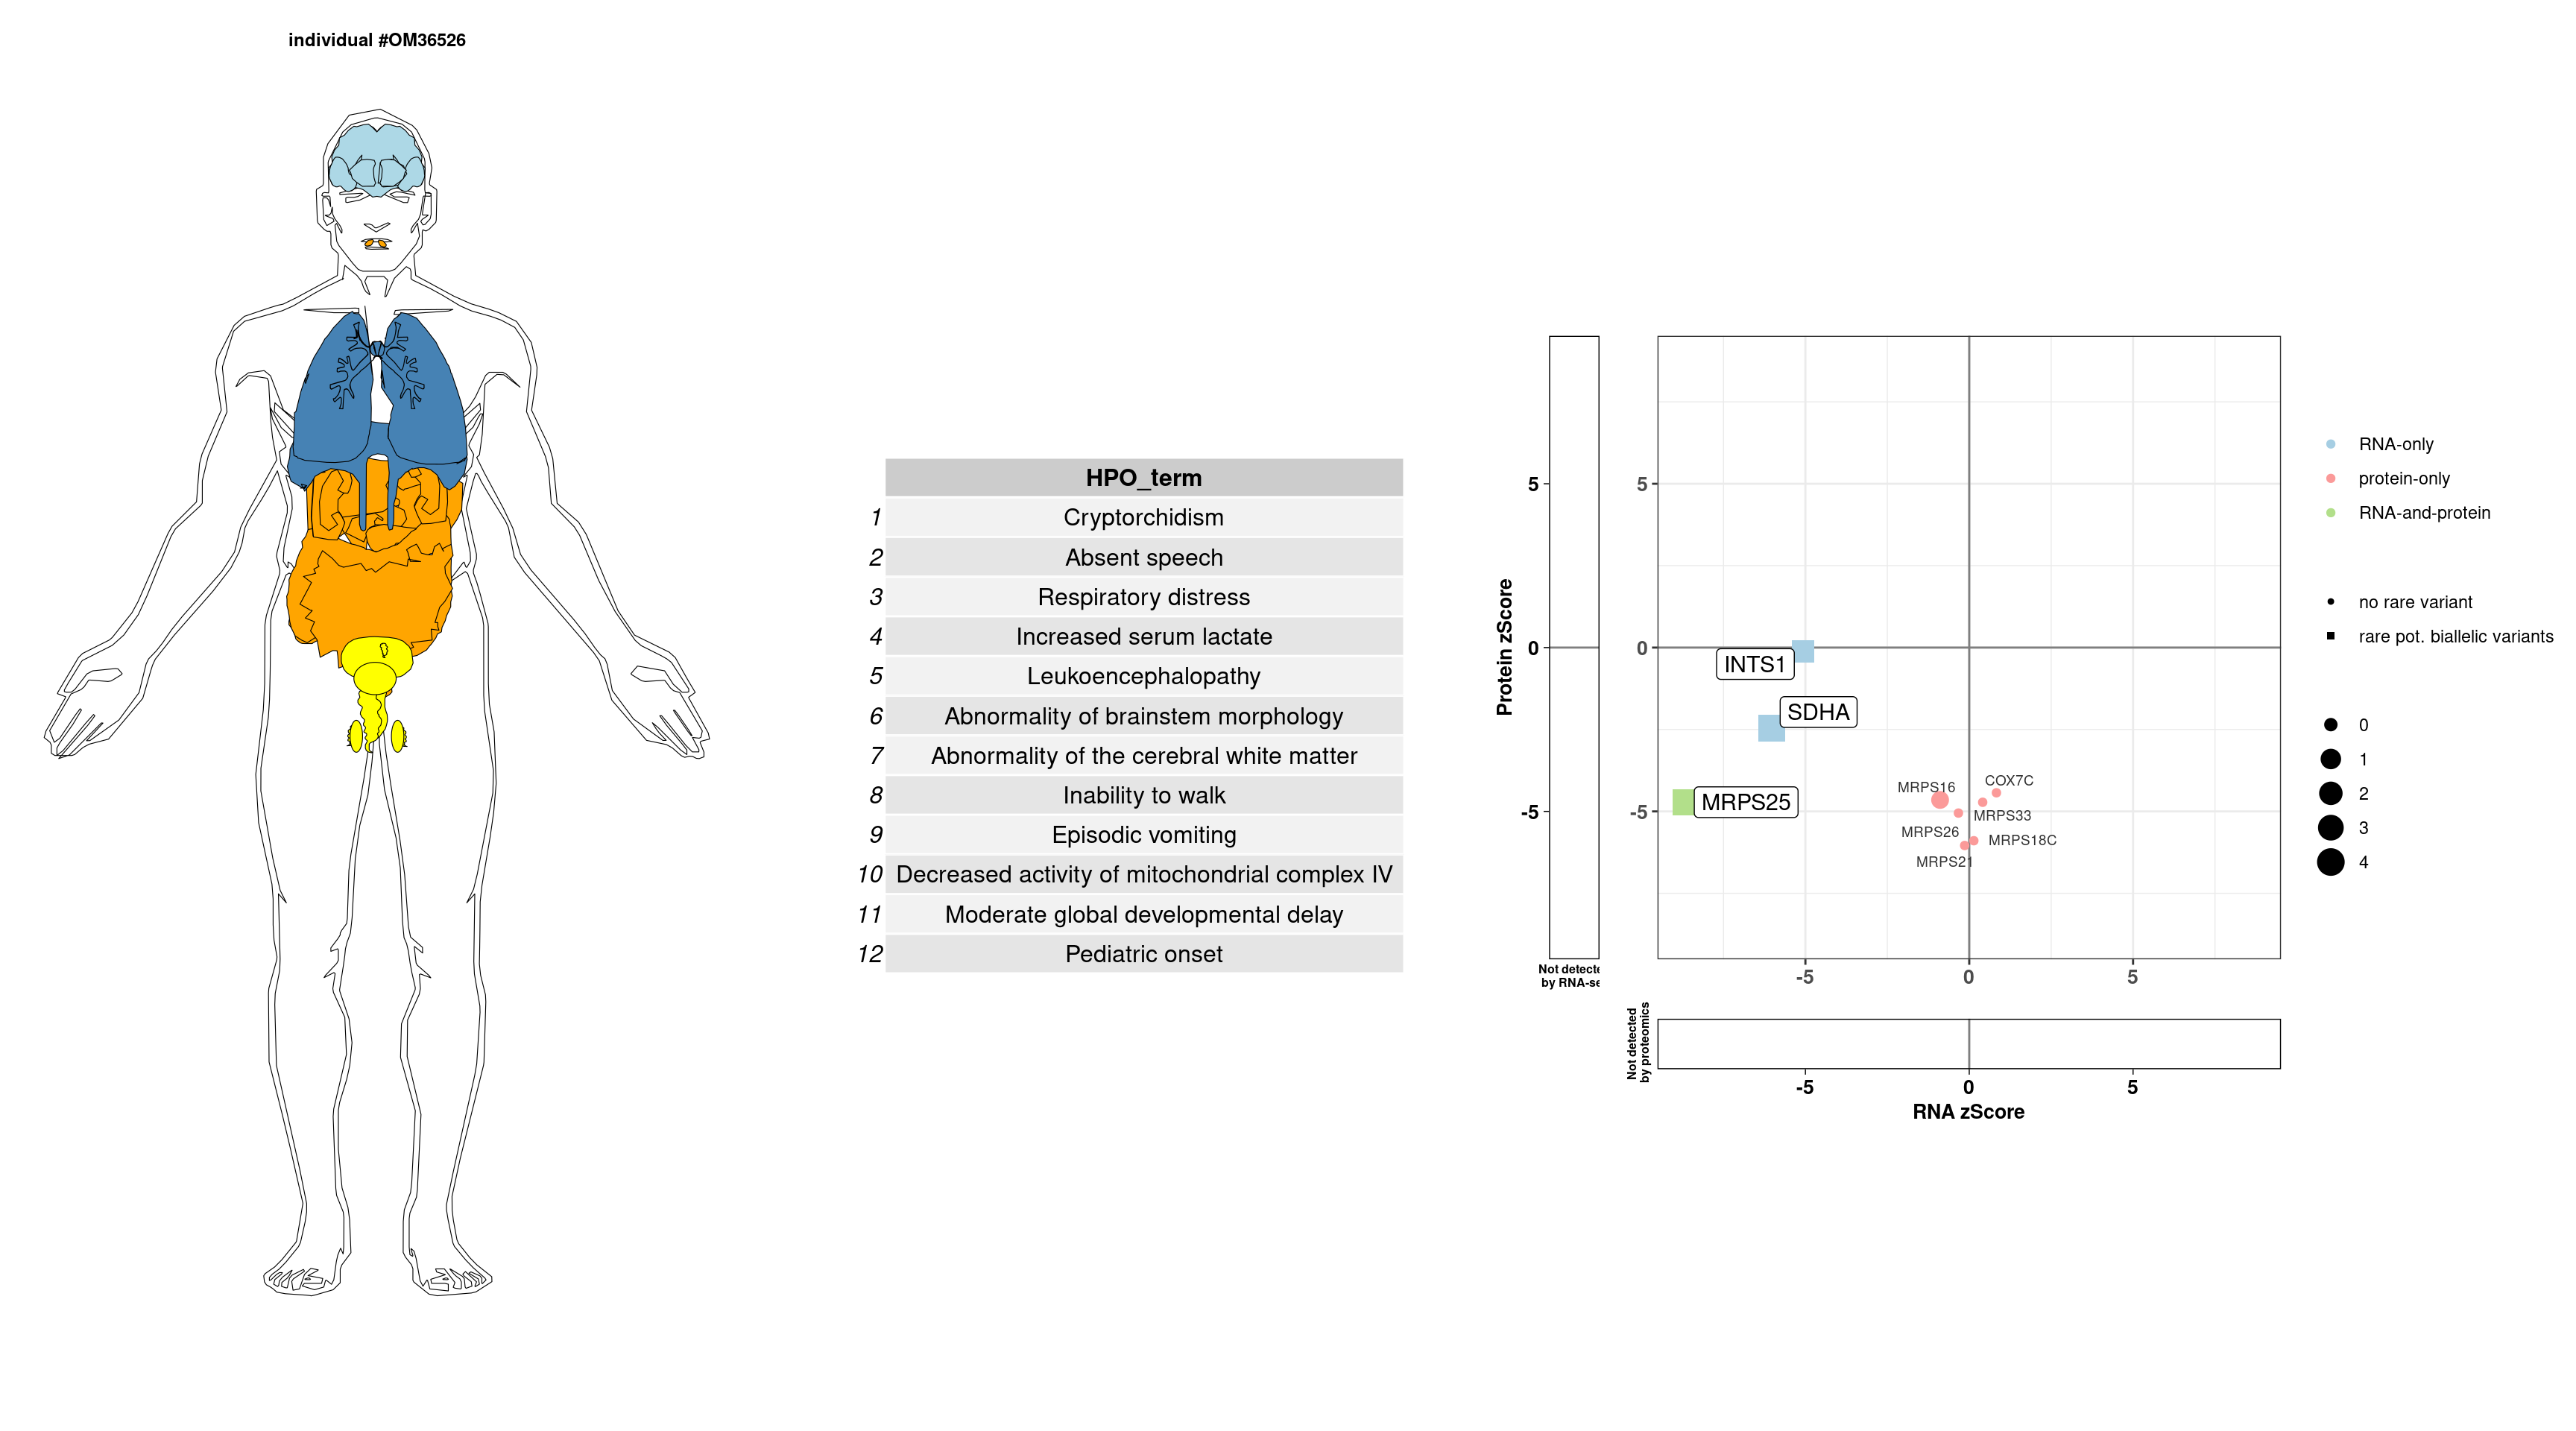 individual #OM36526
HPO_term
1 Cryptorchidism
2 Absent speech
3 Respiratory distress
4 Increased serum lactate
5 Leukoencephalopathy
6 Abnormality of brainstem morphology
7 Abnormality of the cerebral white matter
8 Inability to walk
9 Episodic vomiting
10 Decreased activity of mitochondrial complex IV
11 Moderate global developmental delay
12 Pediatric onset
Protein zScore
5
0
-5
Not detecte
by RNA-se
5
0
-5
INTS1
SDHA
MRPS25
MRPS16
COX7C
MRPS33
MRPS26
MRPS18C
MRPS21
-5 0 5
Not detected
by proteomics
-5 0 5
RNA zScore
RNA-only
protein-only
RNA-and-protein
no rare variant
rare pot. biallelic variants
0
1
2
3
4